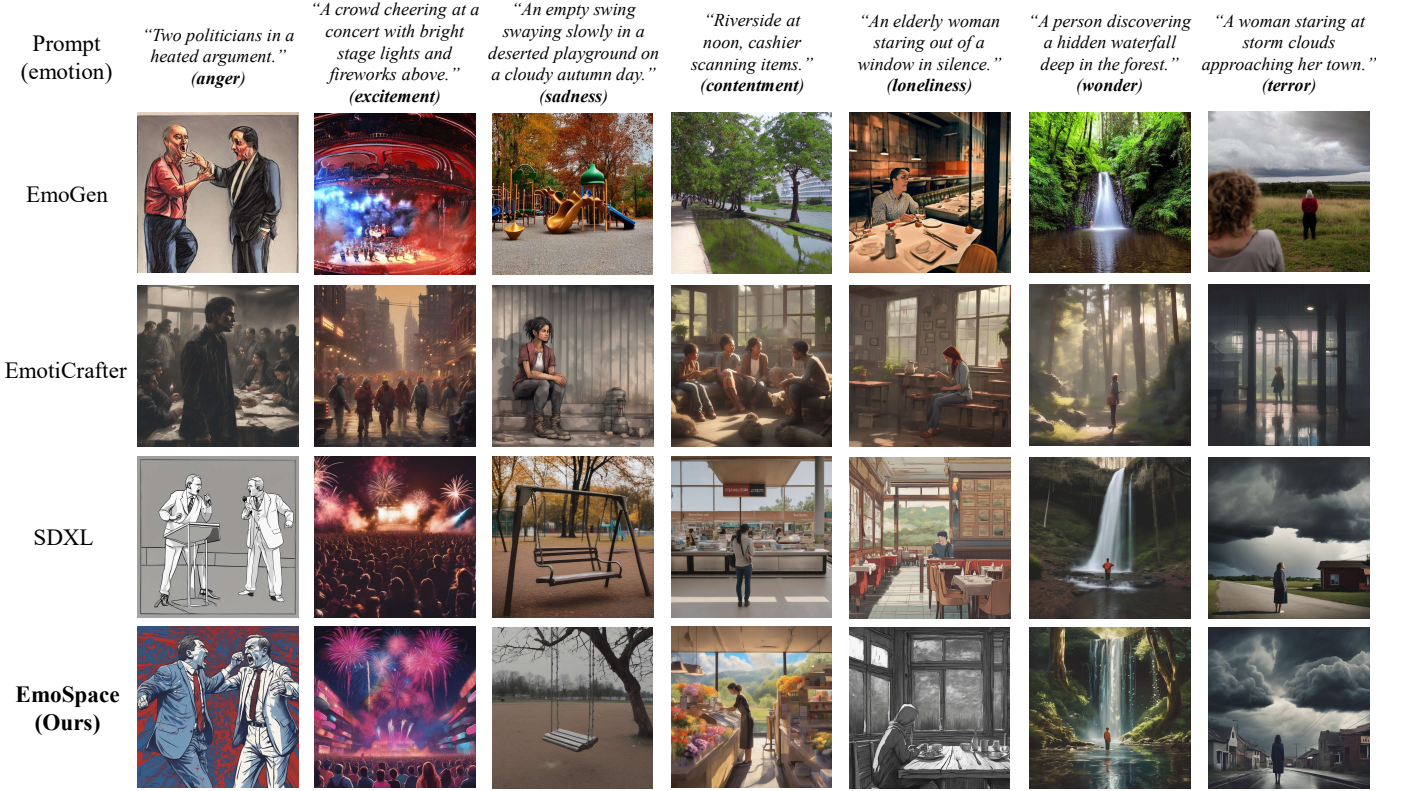 Prompt
(emotion)
“Two politicians in a
heated argument.”
(anger)
“A crowd cheering at a
concert with bright
stage lights and
fireworks above.”
(excitement)
“An empty swing
swaying slowly in a
deserted playground on
a cloudy autumn day.”
(sadness)
“Riverside at
noon, cashier
scanning items.”
(contentment)
“An elderly woman
staring out of a
window in silence.”
(loneliness)
“A person discovering
a hidden waterfall
deep in the forest.”
(wonder)
“A woman staring at
storm clouds
approaching her town.”
(terror)
EmoGen
EmotiCrafter
SDXL
EmoSpace
(Ours)